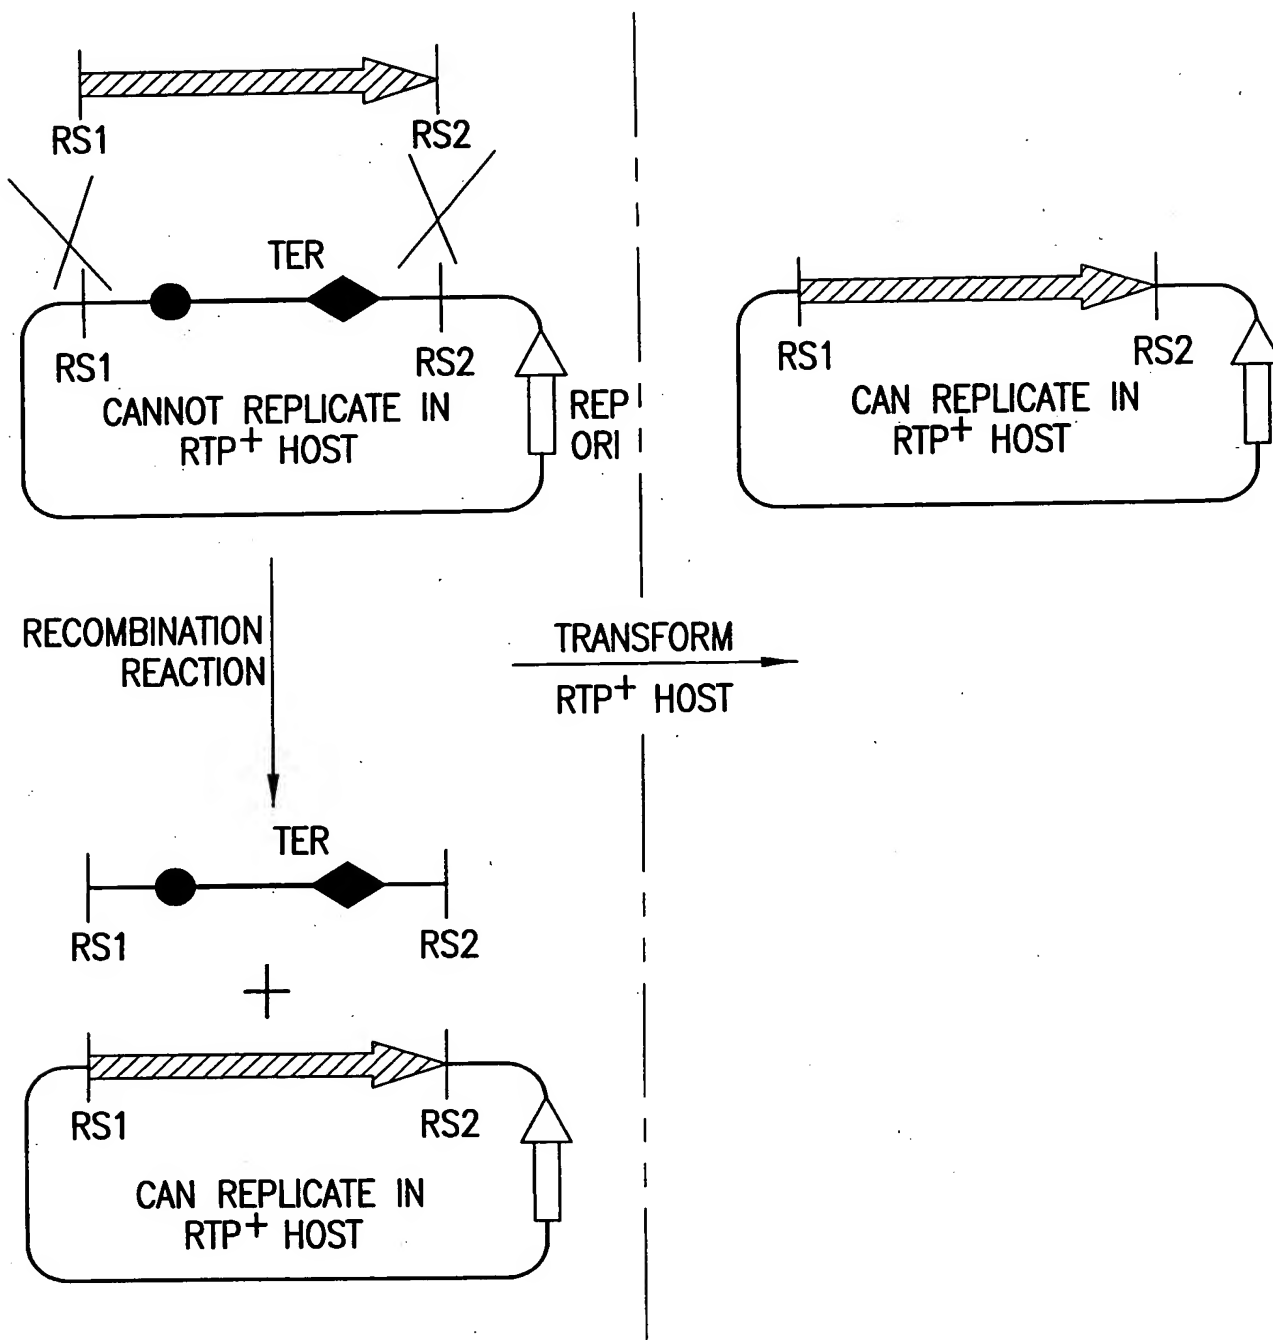 RS1
RS2
TER
RS1
RS2
CANNOT REPLICATE IN
RTP+ HOST
REP
ORI
RS1
RS2
CAN REPLICATE IN
RTP+ HOST
RECOMBINATION
REACTION
TRANSFORM
RTP+ HOST
TER
RS1
RS2
+
RS1
RS2
CAN REPLICATE IN
RTP+ HOST